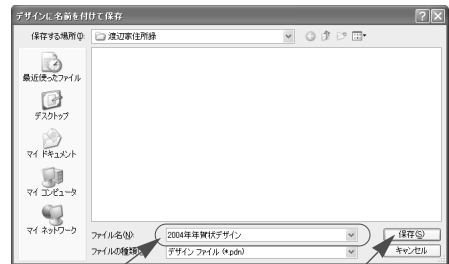 デザインに名前を付けて保存
保存する場所(I):
渡辺家住所録
最近使ったファイル
デスクトップ
マイ ドキュメント
マイ コンピュータ
マイ ネットワーク
ファイル名(N):
2004年年賀状デザイン
保存(S)
ファイルの種類(T):
デザイン ファイル (*.pdn)
キャンセル